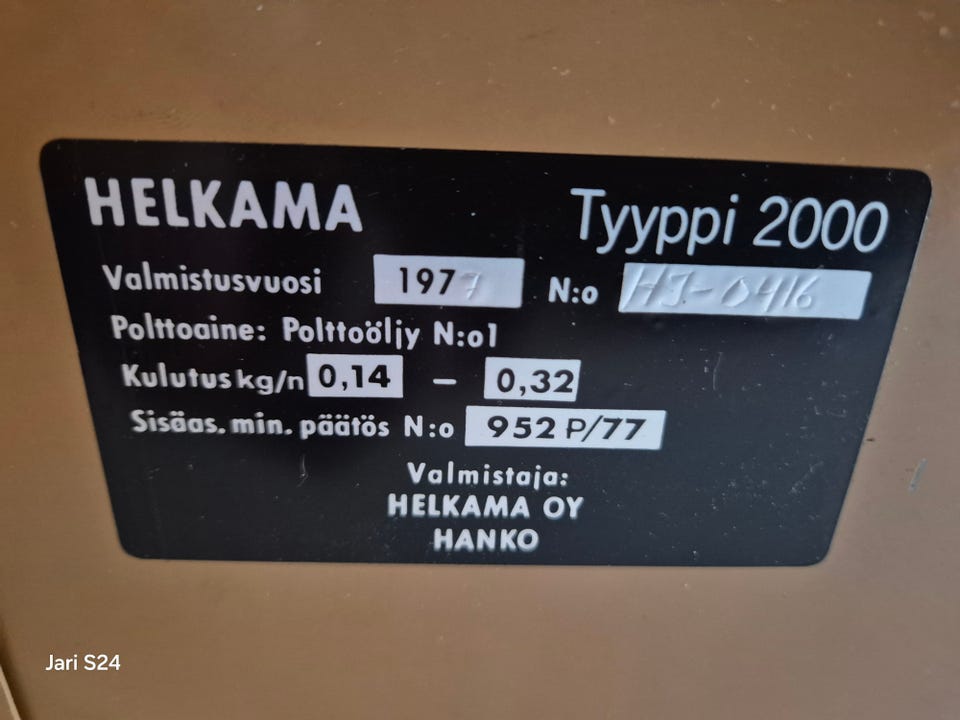 HELKAMA Tyyppi 2000
Valmistusvuosi 1977 N:o HJ-0416
Polttoaine: Polttoöljy N:o1
Kulutus kg/n 0,14 – 0,32
Sisäas. min. päätös N:o 952 P/77
Valmistaja:
HELKAMA OY
HANKO
Jari S24